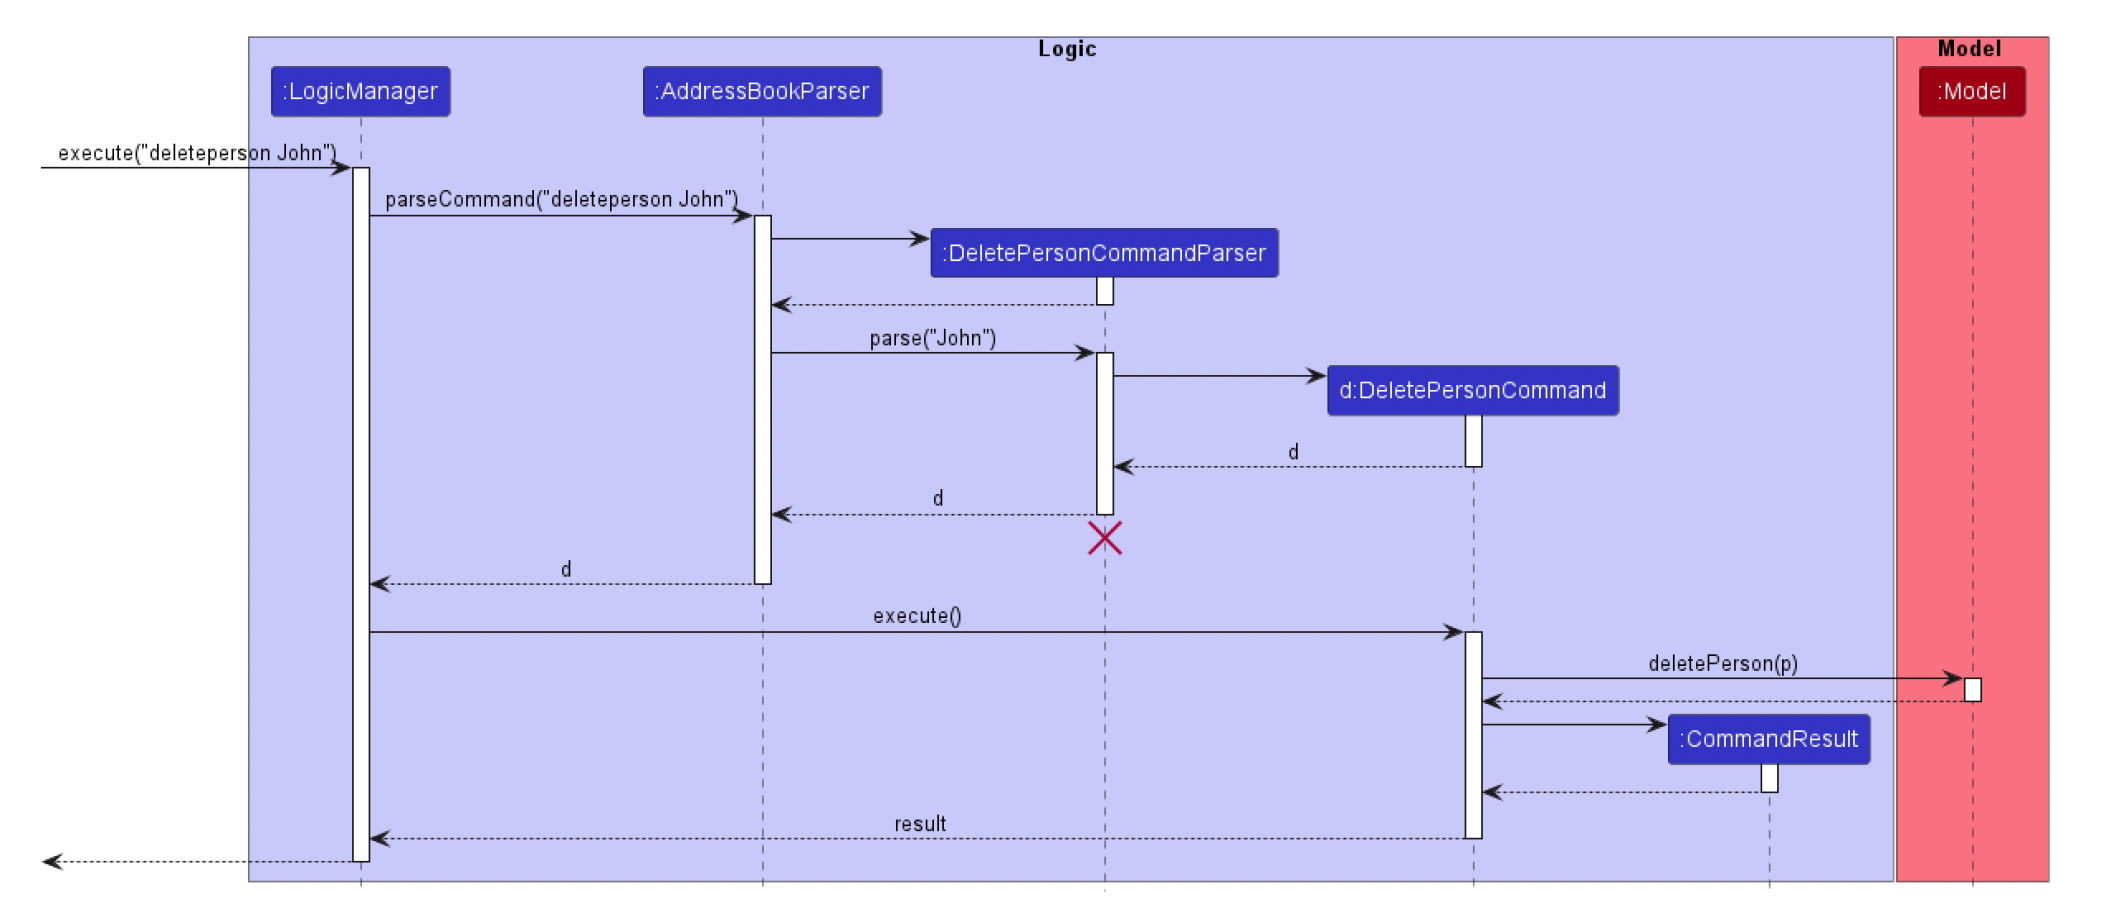 Logic
Model
:LogicManager
:AddressBookParser
:Model
execute("deleteperson John")
parseCommand("deleteperson John")
:DeletePersonCommandParser
parse("John")
d:DeletePersonCommand
d
d
d
execute()
deletePerson(p)
:CommandResult
result